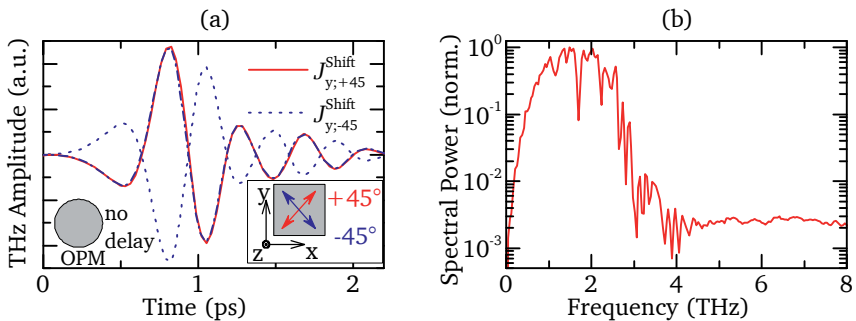 (a)
THz Amplitude (a.u.)
J^Shift_y;+45
J^Shift_y;-45
no
delay
OPM
y
z
x
+45°
-45°
0
1
2
Time (ps)
(b)
Spectral Power (norm.)
10^0
10^-1
10^-2
10^-3
0
2
4
6
8
Frequency (THz)